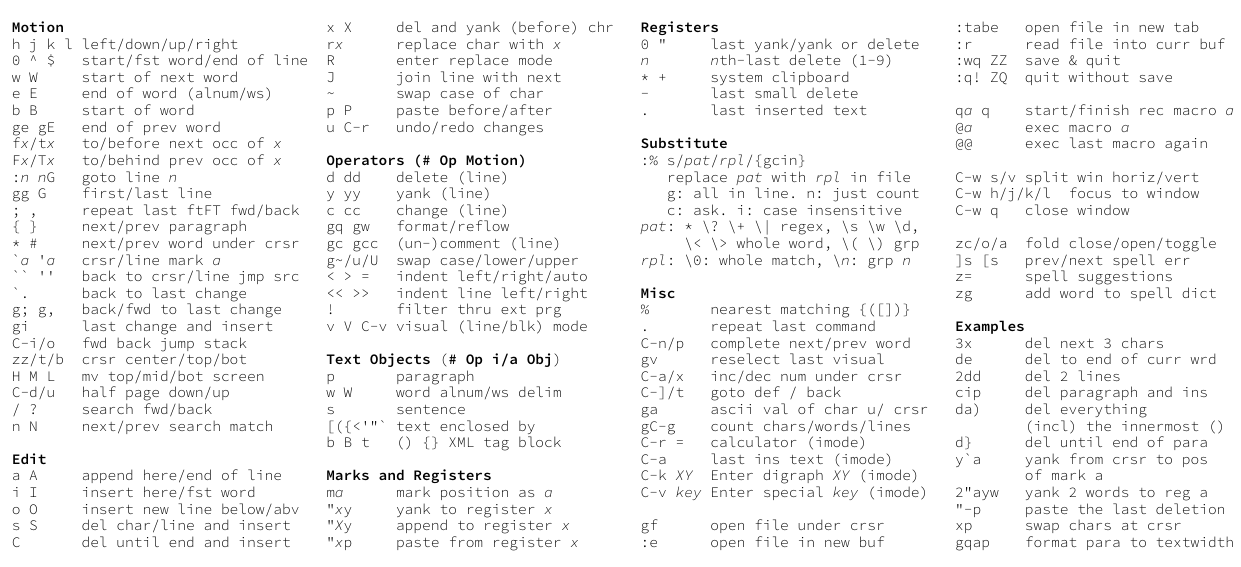 Motion
h j k l left/down/up/right
0 ^ $ start/fst word/end of line
w W start of next word
e E end of word (alnum/ws)
b B start of word
ge gE end of prev word
fx/tx to/before next occ of x
Fx/Tx to/behind prev occ of x
:n nG goto line n
gg G first/last line
; , repeat last ftFT fwd/back
{ } next/prev paragraph
* # next/prev word under crsr
`a 'a crsr/line mark a
`` '' back to crsr/line jmp src
`. back to last change
g; g, back/fwd to last change
gi last change and insert
C-i/o fwd back jump stack
zz/t/b crsr center/top/bot
H M L mv top/mid/bot screen
C-d/u half page down/up
/ ? search fwd/back
n N next/prev search match
Edit
a A append here/end of line
i I insert here/fst word
o O insert new line below/abv
s S del char/line and insert
C del until end and insert
x X del and yank (before) chr
rx replace char with x
R enter replace mode
J join line with next
~ swap case of char
p P paste before/after
u C-r undo/redo changes
Operators (# Op Motion)
d dd delete (line)
y yy yank (line)
c cc change (line)
gq gw format/reflow
gc gcc (un-)comment (line)
g~/u/U swap case/lower/upper
< > = indent left/right/auto
<< >> indent line left/right
! filter thru ext prg
v V C-v visual (line/blk) mode
Text Objects (# Op i/a Obj)
p paragraph
w W word alnum/ws delim
s sentence
[({<'"` text enclosed by
b B t () {} XML tag block
Marks and Registers
ma mark position as a
"xy yank to register x
"Xy append to register x
"xp paste from register x
Registers
0 " last yank/yank or delete
n nth-last delete (1-9)
* + system clipboard
- last small delete
. last inserted text
Substitute
:% s/pat/rpl/{gcin}
replace pat with rpl in file
g: all in line. n: just count
c: ask. i: case insensitive
pat: * \? \+ \| regex, \s \w \d,
\< \> whole word, \( \) grp
rpl: \0: whole match, \n: grp n
Misc
% nearest matching {([])}
. repeat last command
C-n/p complete next/prev word
gv reselect last visual
C-a/x inc/dec num under crsr
C-]/t goto def / back
ga ascii val of char u/ crsr
gC-g count chars/words/lines
C-r = calculator (imode)
C-a last ins text (imode)
C-k XY Enter digraph XY (imode)
C-v key Enter special key (imode)
gf open file under crsr
:e open file in new buf
:tabe open file in new tab
:r read file into curr buf
:wq ZZ save & quit
:q! ZQ quit without save
qa q start/finish rec macro a
@a exec macro a
@@ exec last macro again
C-w s/v split win horiz/vert
C-w h/j/k/l focus to window
C-w q close window
zc/o/a fold close/open/toggle
]s [s prev/next spell err
z= spell suggestions
zg add word to spell dict
Examples
3x del next 3 chars
de del to end of curr wrd
2dd del 2 lines
cip del paragraph and ins
da) del everything
(incl) the innermost ()
d} del until end of para
y`a yank from crsr to pos
of mark a
2"ayw yank 2 words to reg a
"-p paste the last deletion
xp swap chars at crsr
gqap format para to textwidth